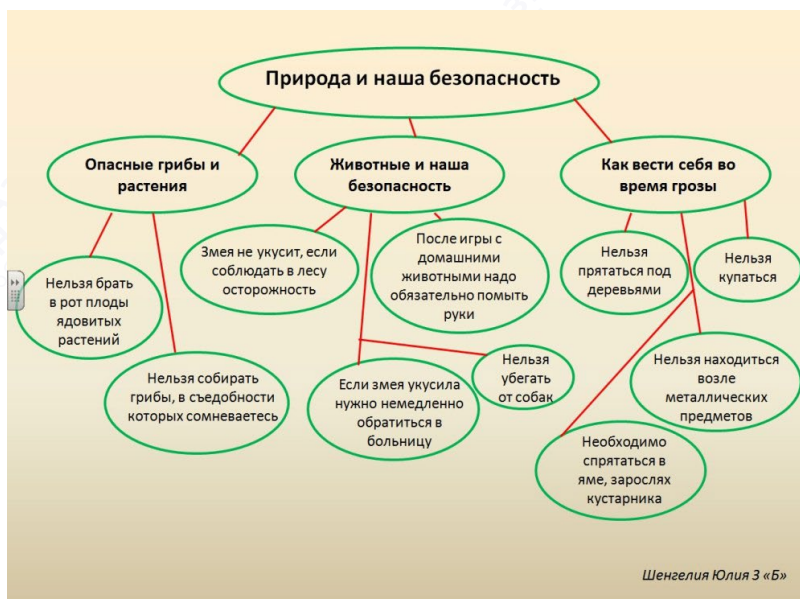 Природа и наша безопасность
Опасные грибы и
растения
Животные и наша
безопасность
Как вести себя во
время грозы
Нельзя брать
в рот плоды
ядовитых
растений
Нельзя собирать
грибы, в съедобности
которых сомневаетесь
Змея не укусит, если
соблюдать в лесу
осторожность
После игры с
домашними
животными надо
обязательно помыть
руки
Если змея укусила
нужно немедленно
обратиться в
больницу
Нельзя
убегать
от собак
Нельзя
прятаться под
деревьями
Нельзя
купаться
Нельзя находиться
возле
металлических
предметов
Необходимо
спрятаться в
яме, зарослях
кустарника
Шенгелия Юлия 3 «Б»